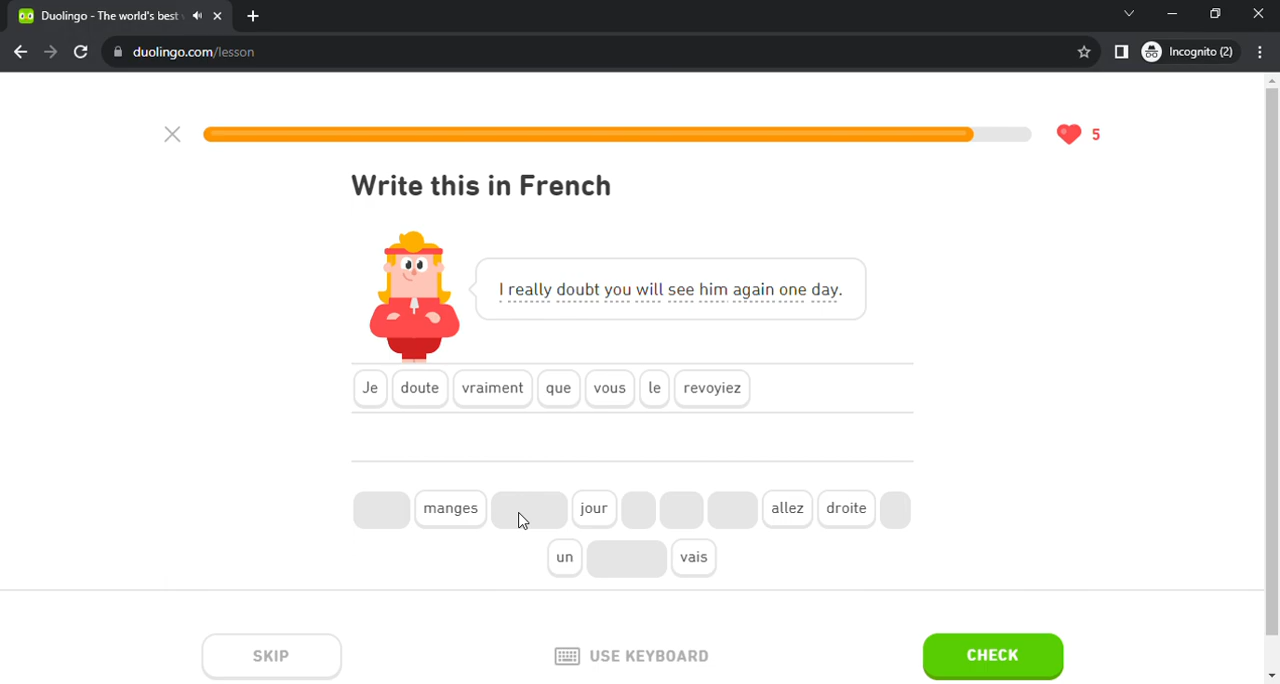 Duolingo - The world's best
duolingo.com/lesson
Incognito (2)
5
Write this in French
I really doubt you will see him again one day.
Je doute vraiment que vous le revoyiez
manges jour allez droite
un vais
SKIP USE KEYBOARD CHECK